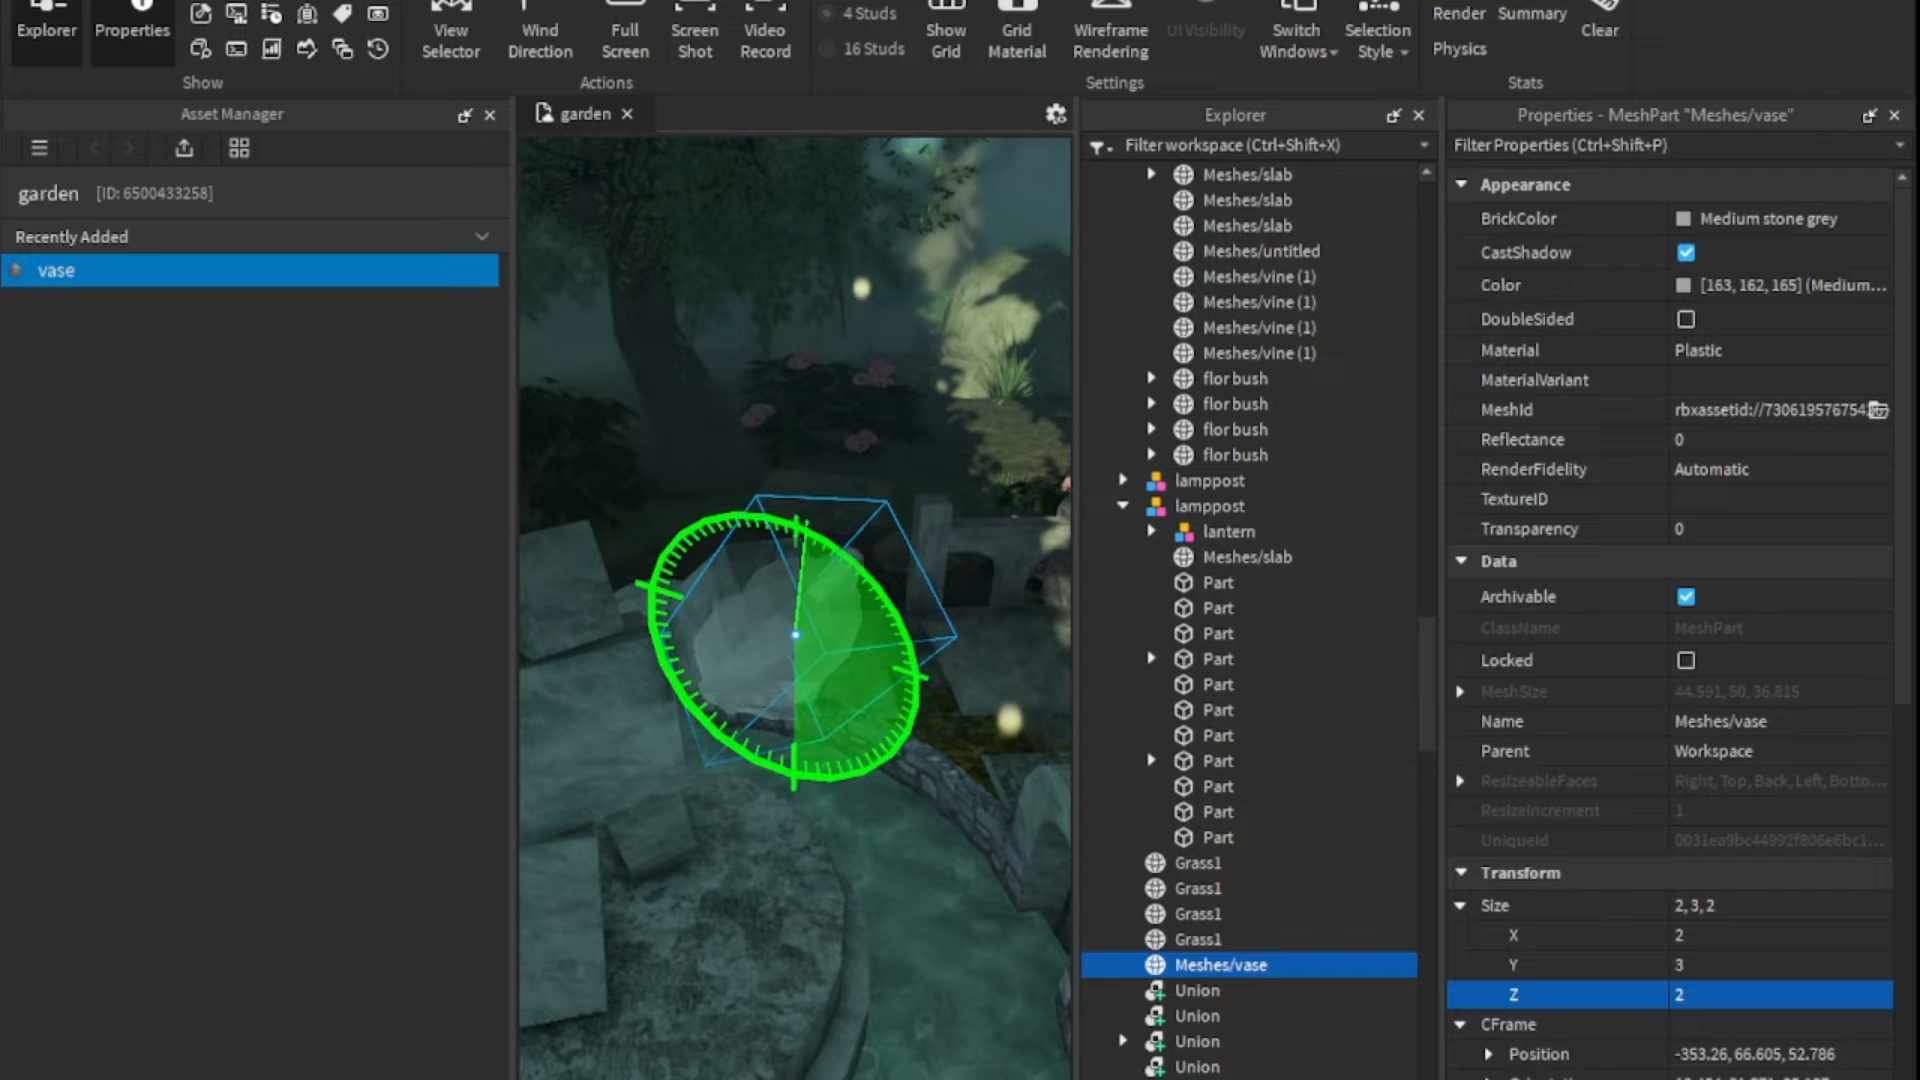 Explorer
Properties
View
Selector
Wind
Direction
Full
Screen
Screen
Shot
Video
Record
4 Studs
16 Studs
Show
Grid
Grid
Material
Wireframe
Rendering
UI Visibility
Switch
Windows
Selection
Style
Render
Summary
Physics
Clear
Show
Actions
Settings
Stats
Asset Manager
garden [ID: 6500433258]
Recently Added
vase
garden
Explorer
Filter workspace (Ctrl+Shift+X)
Meshes/slab
Meshes/slab
Meshes/slab
Meshes/untitled
Meshes/vine (1)
Meshes/vine (1)
Meshes/vine (1)
Meshes/vine (1)
flor bush
flor bush
flor bush
flor bush
lamppost
lamppost
lantern
Meshes/slab
Part
Part
Part
Part
Part
Part
Part
Part
Part
Part
Part
Grass1
Grass1
Grass1
Grass1
Meshes/vase
Union
Union
Union
Union
Properties - MeshPart "Meshes/vase"
Filter Properties (Ctrl+Shift+P)
Appearance
BrickColor Medium stone grey
CastShadow
Color [163, 162, 165] (Medium...
DoubleSided
Material Plastic
MaterialVariant
MeshId
Reflectance 0
RenderFidelity Automatic
TextureID
Transparency 0
Data
Archivable
ClassName MeshPart
Locked
MeshSize 44.591, 50, 36.815
Name Meshes/vase
Parent Workspace
ResizeableFaces Right, Top, Back, Left, Botto...
ResizeIncrement 1
UniqueId 0031ea9bc44992f806e6bc1...
Transform
Size 2, 3, 2
X 2
Y 3
Z 2
CFrame
Position -353.26, 66.605, 52.786